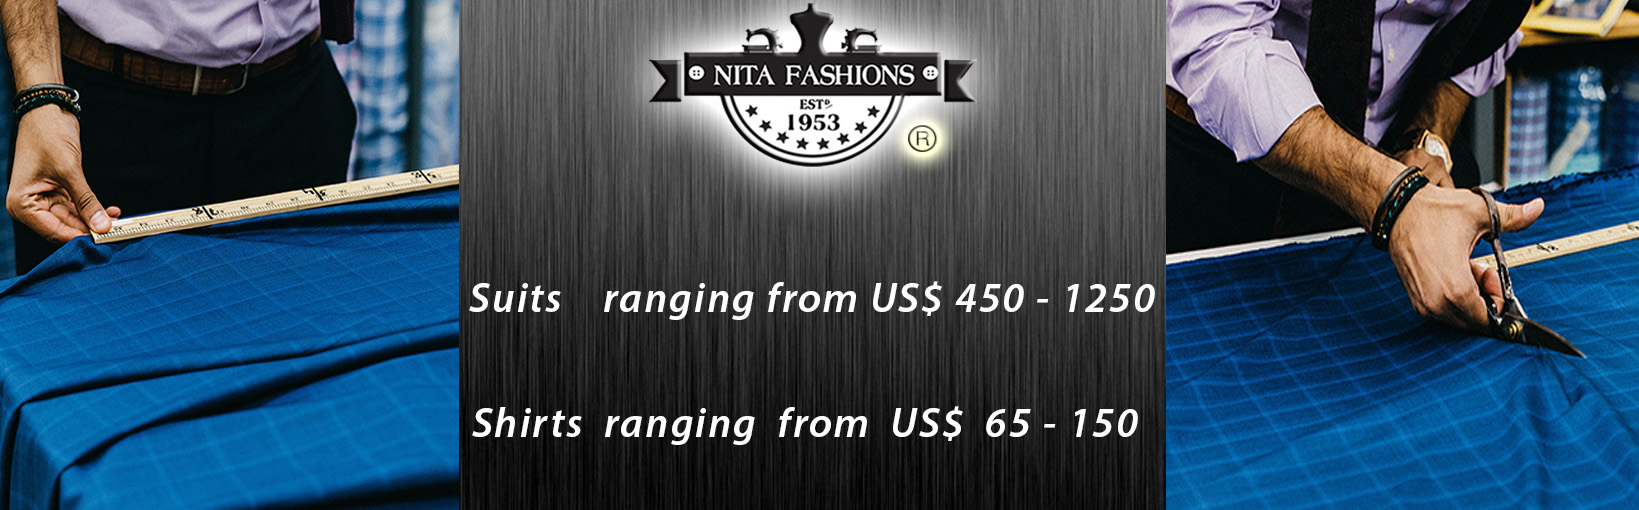 NITA FASHIONS
ESTD
1953
®
Suits ranging from US$ 450 - 1250
Shirts ranging from US$ 65 - 150